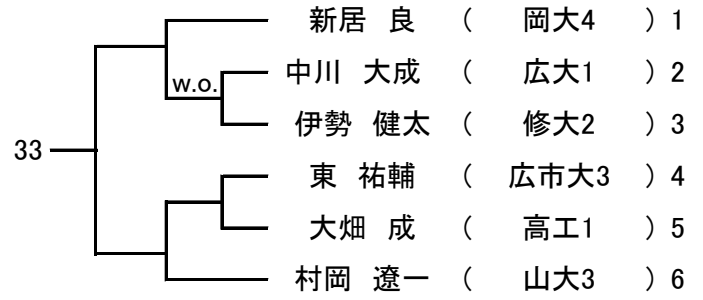 新居 良 ( 岡大4 ) 1
w.o. 中川 大成 ( 広大1 ) 2
伊勢 健太 ( 修大2 ) 3
33
東 祐輔 ( 広市大3 ) 4
大畑 成 ( 高工1 ) 5
村岡 遼一 ( 山大3 ) 6